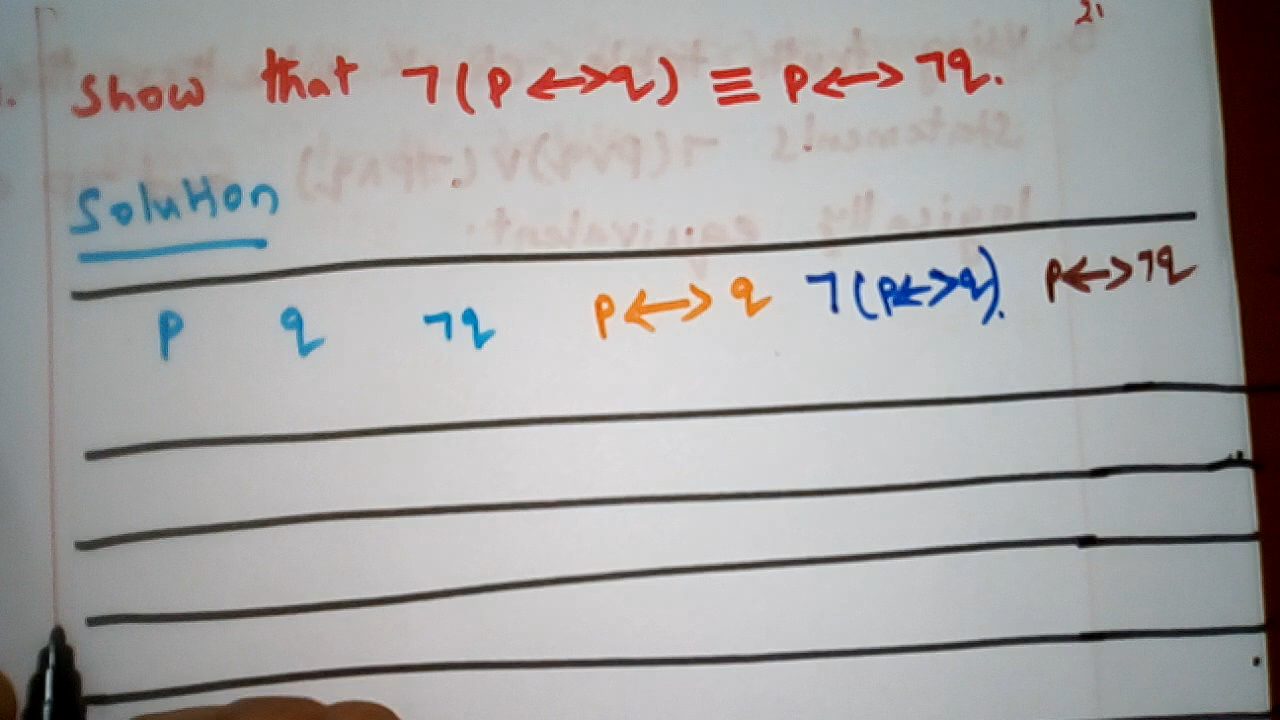 Show that ¬(p ↔ q) ≡ p ↔ ¬q.
Solution
p q ¬q p ↔ q ¬(p ↔ q). p ↔ ¬q